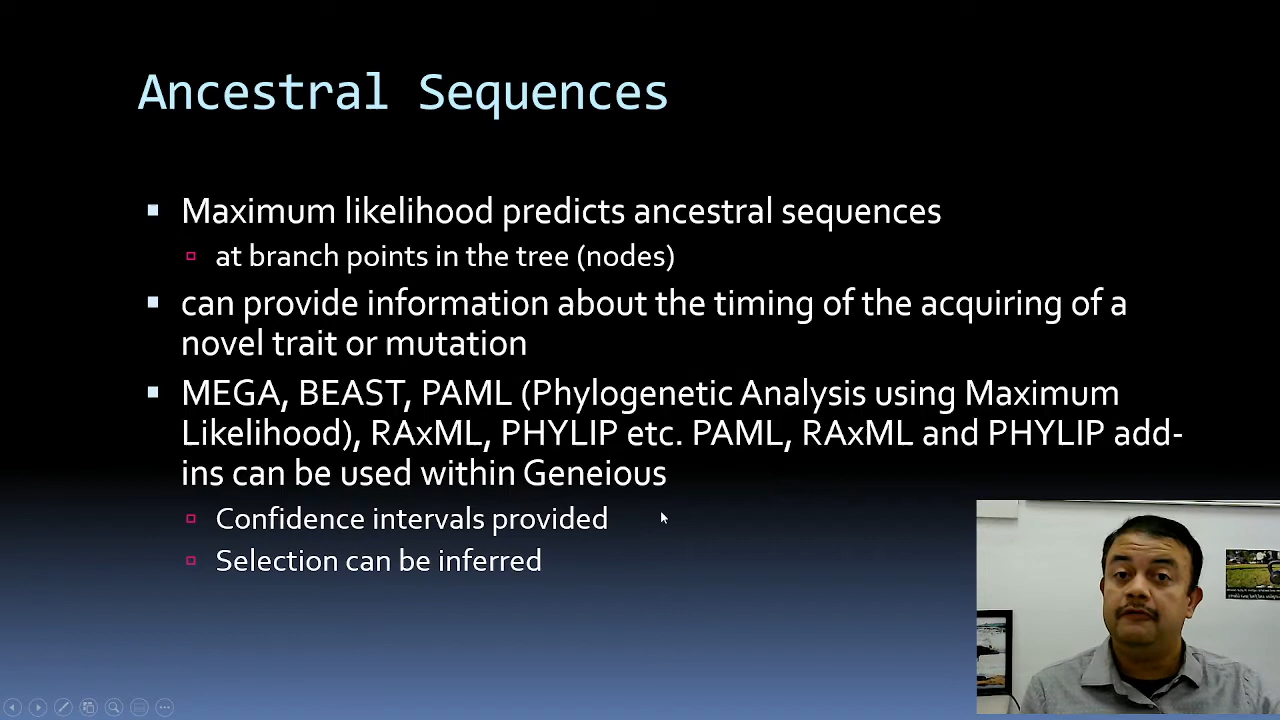 Ancestral Sequences
Maximum likelihood predicts ancestral sequences
at branch points in the tree (nodes)
can provide information about the timing of the acquiring of a
novel trait or mutation
MEGA, BEAST, PAML (Phylogenetic Analysis using Maximum
Likelihood), RAxML, PHYLIP etc. PAML, RAxML and PHYLIP add-
ins can be used within Geneious
Confidence intervals provided
Selection can be inferred